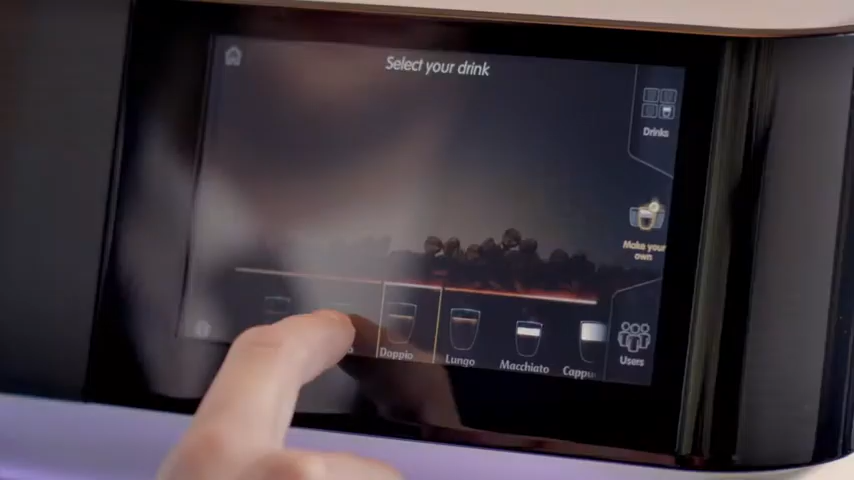 Select your drink
Drinks
Make your
own
Doppio
Lungo
Macchiato
Users